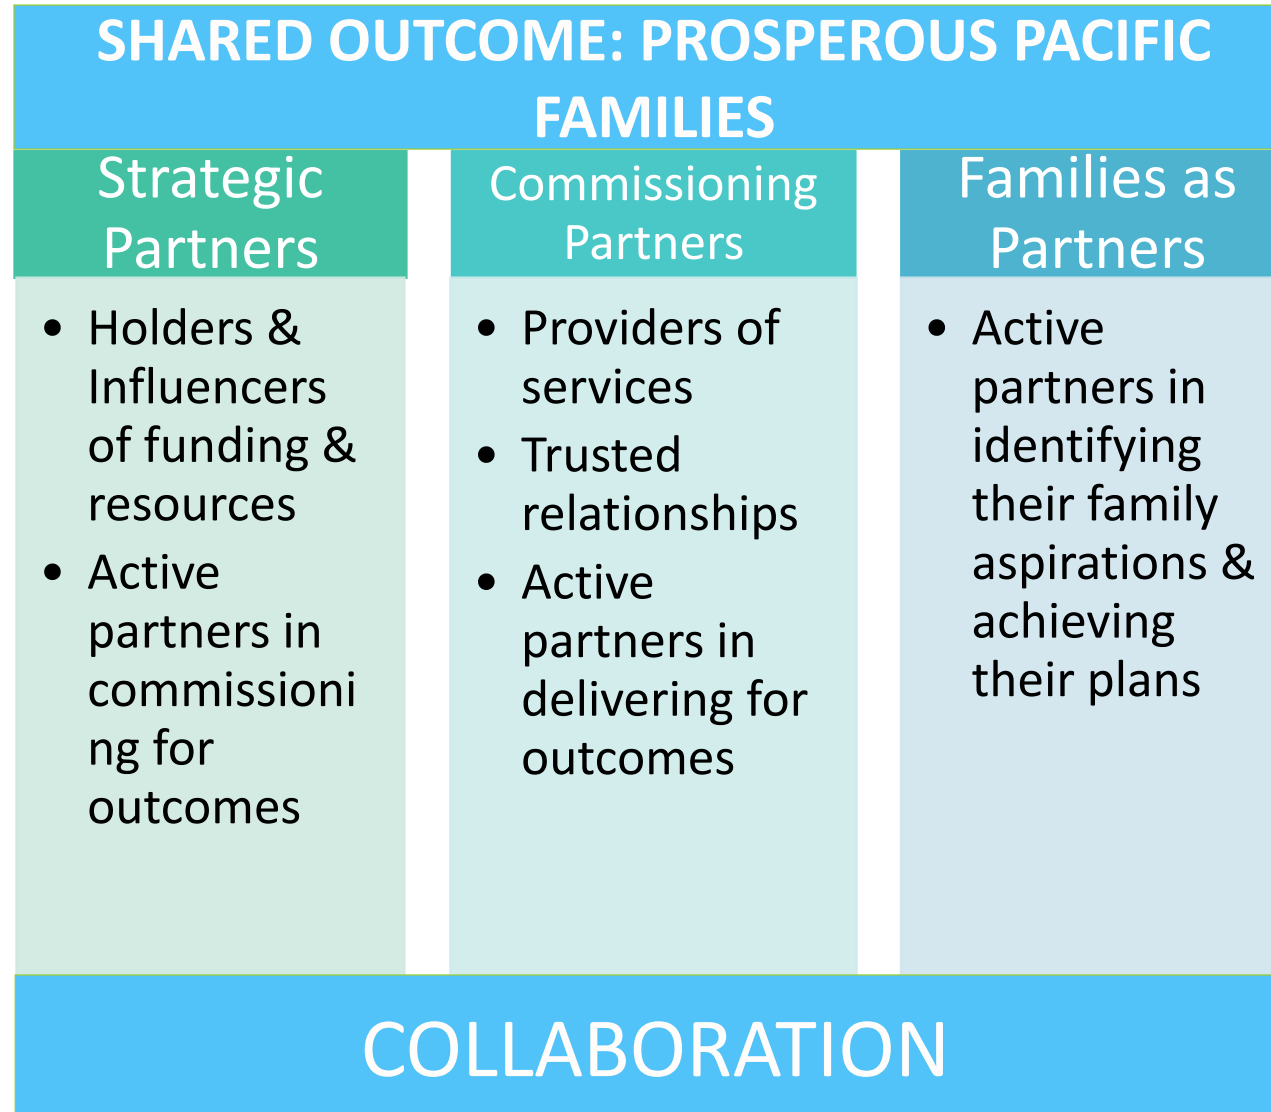 SHARED OUTCOME: PROSPEROUS PACIFIC
FAMILIES
Strategic
Partners
• Holders &
Influencers
of funding &
resources
• Active
partners in
commissioni
ng for
outcomes
Commissioning
Partners
• Providers of
services
• Trusted
relationships
• Active
partners in
delivering for
outcomes
Families as
Partners
• Active
partners in
identifying
their family
aspirations &
achieving
their plans
COLLABORATION